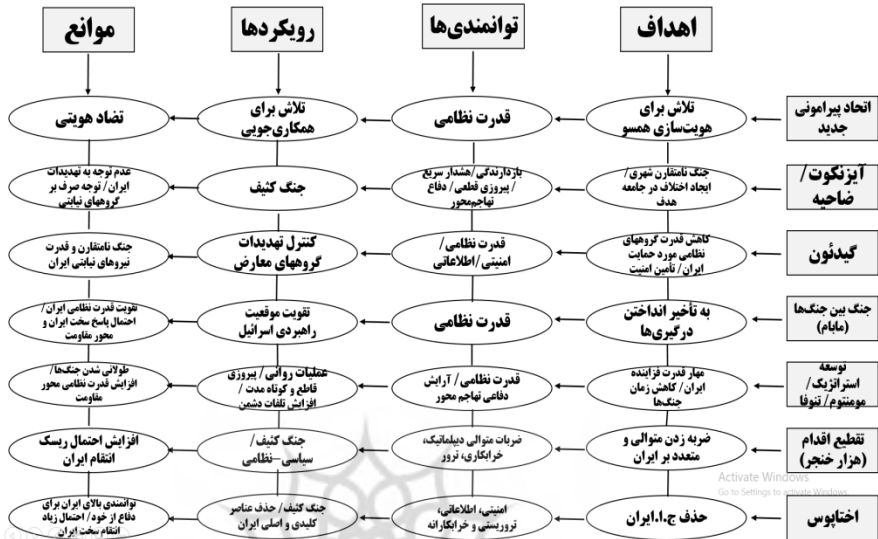 اهداف
توانمندی‌ها
رویکردها
موانع
اتحاد پیرامونی
جدید
تلاش برای
هویت‌سازی همسو
قدرت نظامی
تلاش برای
همکاری‌جویی
تضاد هویتی
آیزنکوت/
ضاحیه
جنگ نامتقارن شهری/
ایجاد اختلاف در جامعه
هدف
بازدارندگی/هشدار سریع
/ پیروزی قطعی/ دفاع
تهاجم‌محور
جنگ کثیف
عدم توجه به تهدیدات
ایران/ توجه صرف بر
گروههای نیابتی
گیدئون
کاهش قدرت گروههای
نظامی مورد حمایت
ایران/ تأمین امنیت
قدرت نظامی/
امنیتی/اطلاعاتی
کنترل تهدیدات
گروههای معارض
جنگ نامتقارن و قدرت
نیروهای نیابتی ایران
جنگ بین جنگ‌ها
(مابام)
به تأخیر انداختن
درگیری‌ها
قدرت نظامی
تقویت موقعیت
راهبردی اسرائیل
تقویت قدرت نظامی ایران/
احتمال پاسخ سخت ایران و
محور مقاومت
توسعه
استراتژیک/
مومنتوم/ تنوفا
مهار قدرت فزاینده
ایران/ کاهش زمان
جنگ‌ها
قدرت نظامی/ آرایش
دفاعی تهاجم محور
عملیات روانی/ پیروزی
قاطع و کوتاه مدت /
افزایش تلفات دشمن
طولانی شدن جنگ‌ها/
افزایش قدرت نظامی محور
مقاومت
تقطیع اقدام
(هزار خنجر)
ضربه زدن متوالی و
متعدد بر ایران
ضربات متوالی دیپلماتیک،
خرابکاری، ترور
جنگ کثیف/
سیاسی-نظامی
افزایش احتمال ریسک
انتقام ایران
اختاپوس
حذف ج.ا.ایران
امنیتی، اطلاعاتی،
تروریستی و خرابکارانه
جنگ کثیف/ حذف عناصر
کلیدی و اصلی ایران
توانمندی بالای ایران برای
دفاع از خود/ احتمال زیاد
انتقام سخت ایران
Activate Windows
Go to Settings to activate Windows.